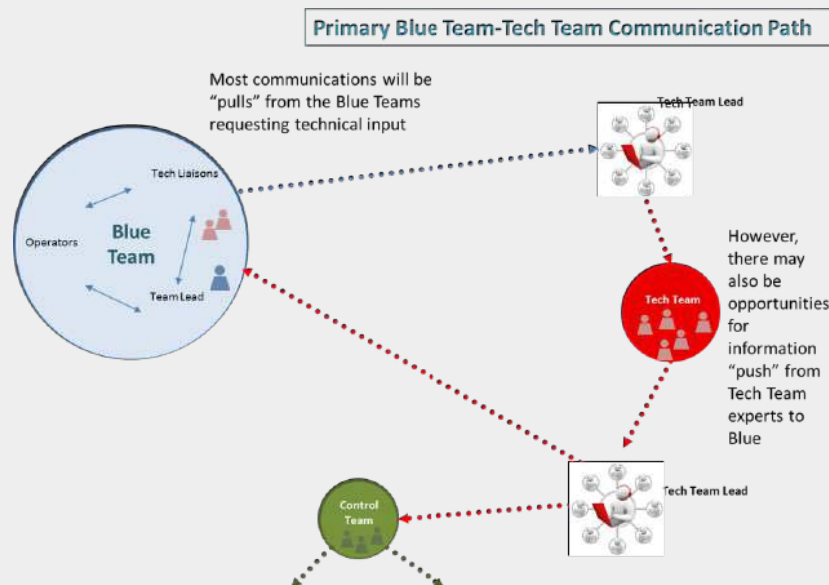 Primary Blue Team-Tech Team Communication Path
Most communications will be
"pulls" from the Blue Teams
requesting technical input
Tech Team Lead
Tech Liaisons
Operators
Blue
Team
Team Lead
However,
there may
also be
opportunities
for
information
"push" from
Tech Team
experts to
Blue
Tech Team
Tech Team Lead
Control
Team